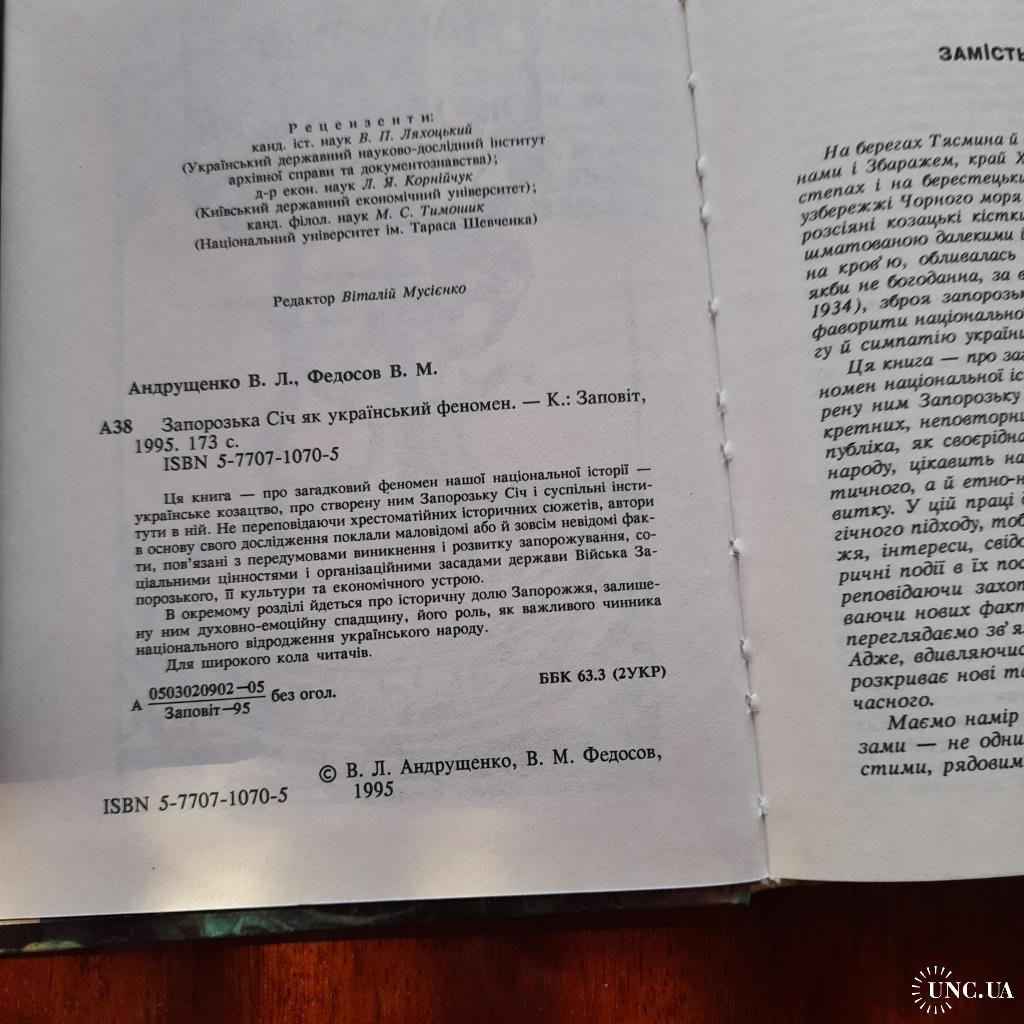 Рецензенти:
канд. іст. наук В. П. Ляхоцький
(Український державний науково-дослідний інститут
архівної справи та документознавства);
д-р екон. наук Л. Я. Корнійчук
(Київський державний економічний університет);
канд. філол. наук М. С. Тимошик
(Національний університет ім. Тараса Шевченка)
Редактор Віталій Мусієнко
Андрущенко В. Л., Федосов В. М.
А38 Запорозька Січ як український феномен. — К.: Заповіт,
1995. 173 с.
ISBN 5-7707-1070-5
Ця книга — про загадковий феномен нашої національної історії —
українське козацтво, про створену ним Запорозьку Січ і суспільні інсти-
тути в ній. Не переповідаючи хрестоматійних історичних сюжетів, автори
в основу свого дослідження поклали маловідомі або й зовсім невідомі фак-
ти, пов'язані з передумовами виникнення і розвитку запорожування, со-
ціальними цінностями і організаційними засадами держави Війська За-
порозького, її культури та економічного устрою.
В окремому розділі йдеться про історичну долю Запорожжя, залише-
ну ним духовно-емоційну спадщину, його роль, як важливого чинника
національного відродження українського народу.
Для широкого кола читачів.
А 0503020902—05 без огол.
Заповіт—95
ББК 63.3 (2УКР)
© В. Л. Андрущенко, В. М. Федосов,
1995
ISBN 5-7707-1070-5
ЗАМІСТЬ
На берегах Тясмина й
нами і Збаражем, край
степах і на берестецьки
узбережжі Чорного моря
розсіяні козацькі кістки
шматованою далекими і
на кров'ю, обливалась
якби не богоданна, за
1934), зброя запорозьк
фаворити національно
гу й симпатію україн
Ця книга — про заг
номен національної іс
рену ним Запорозьку
кретних, неповторни
публіка, як своєрідна
народу, цікавить на
тичного, а й етно-н
витку. У цій праці
гічного підходу, тоб
жя, інтереси, свідо
ричні події в їх пос
реповідаючи захоп
ваючи нових факт
переглядаємо зв'я
Адже, вдивляючис
розкриває нові та
часного.
Маємо намір
зами — не одни
стими, рядовим
UNC.UA